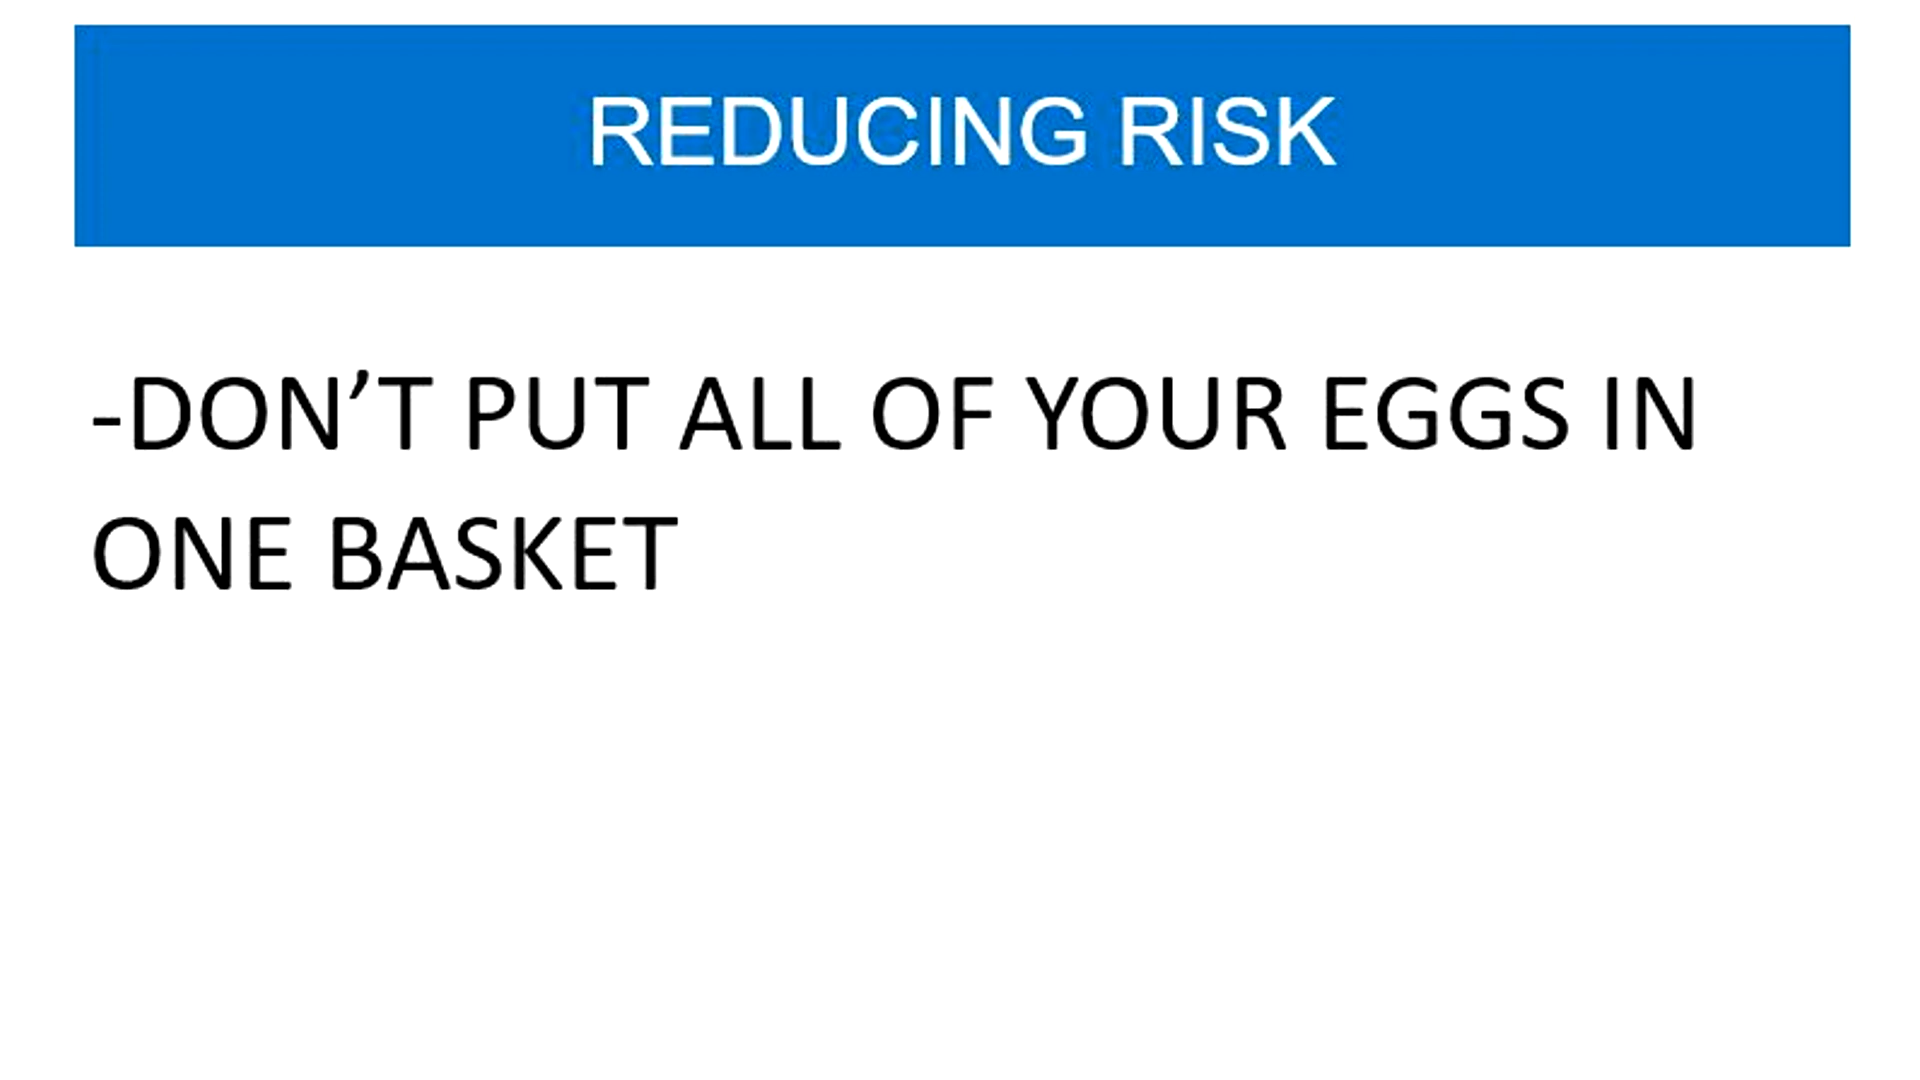 REDUCING RISK
-DON’T PUT ALL OF YOUR EGGS IN
ONE BASKET